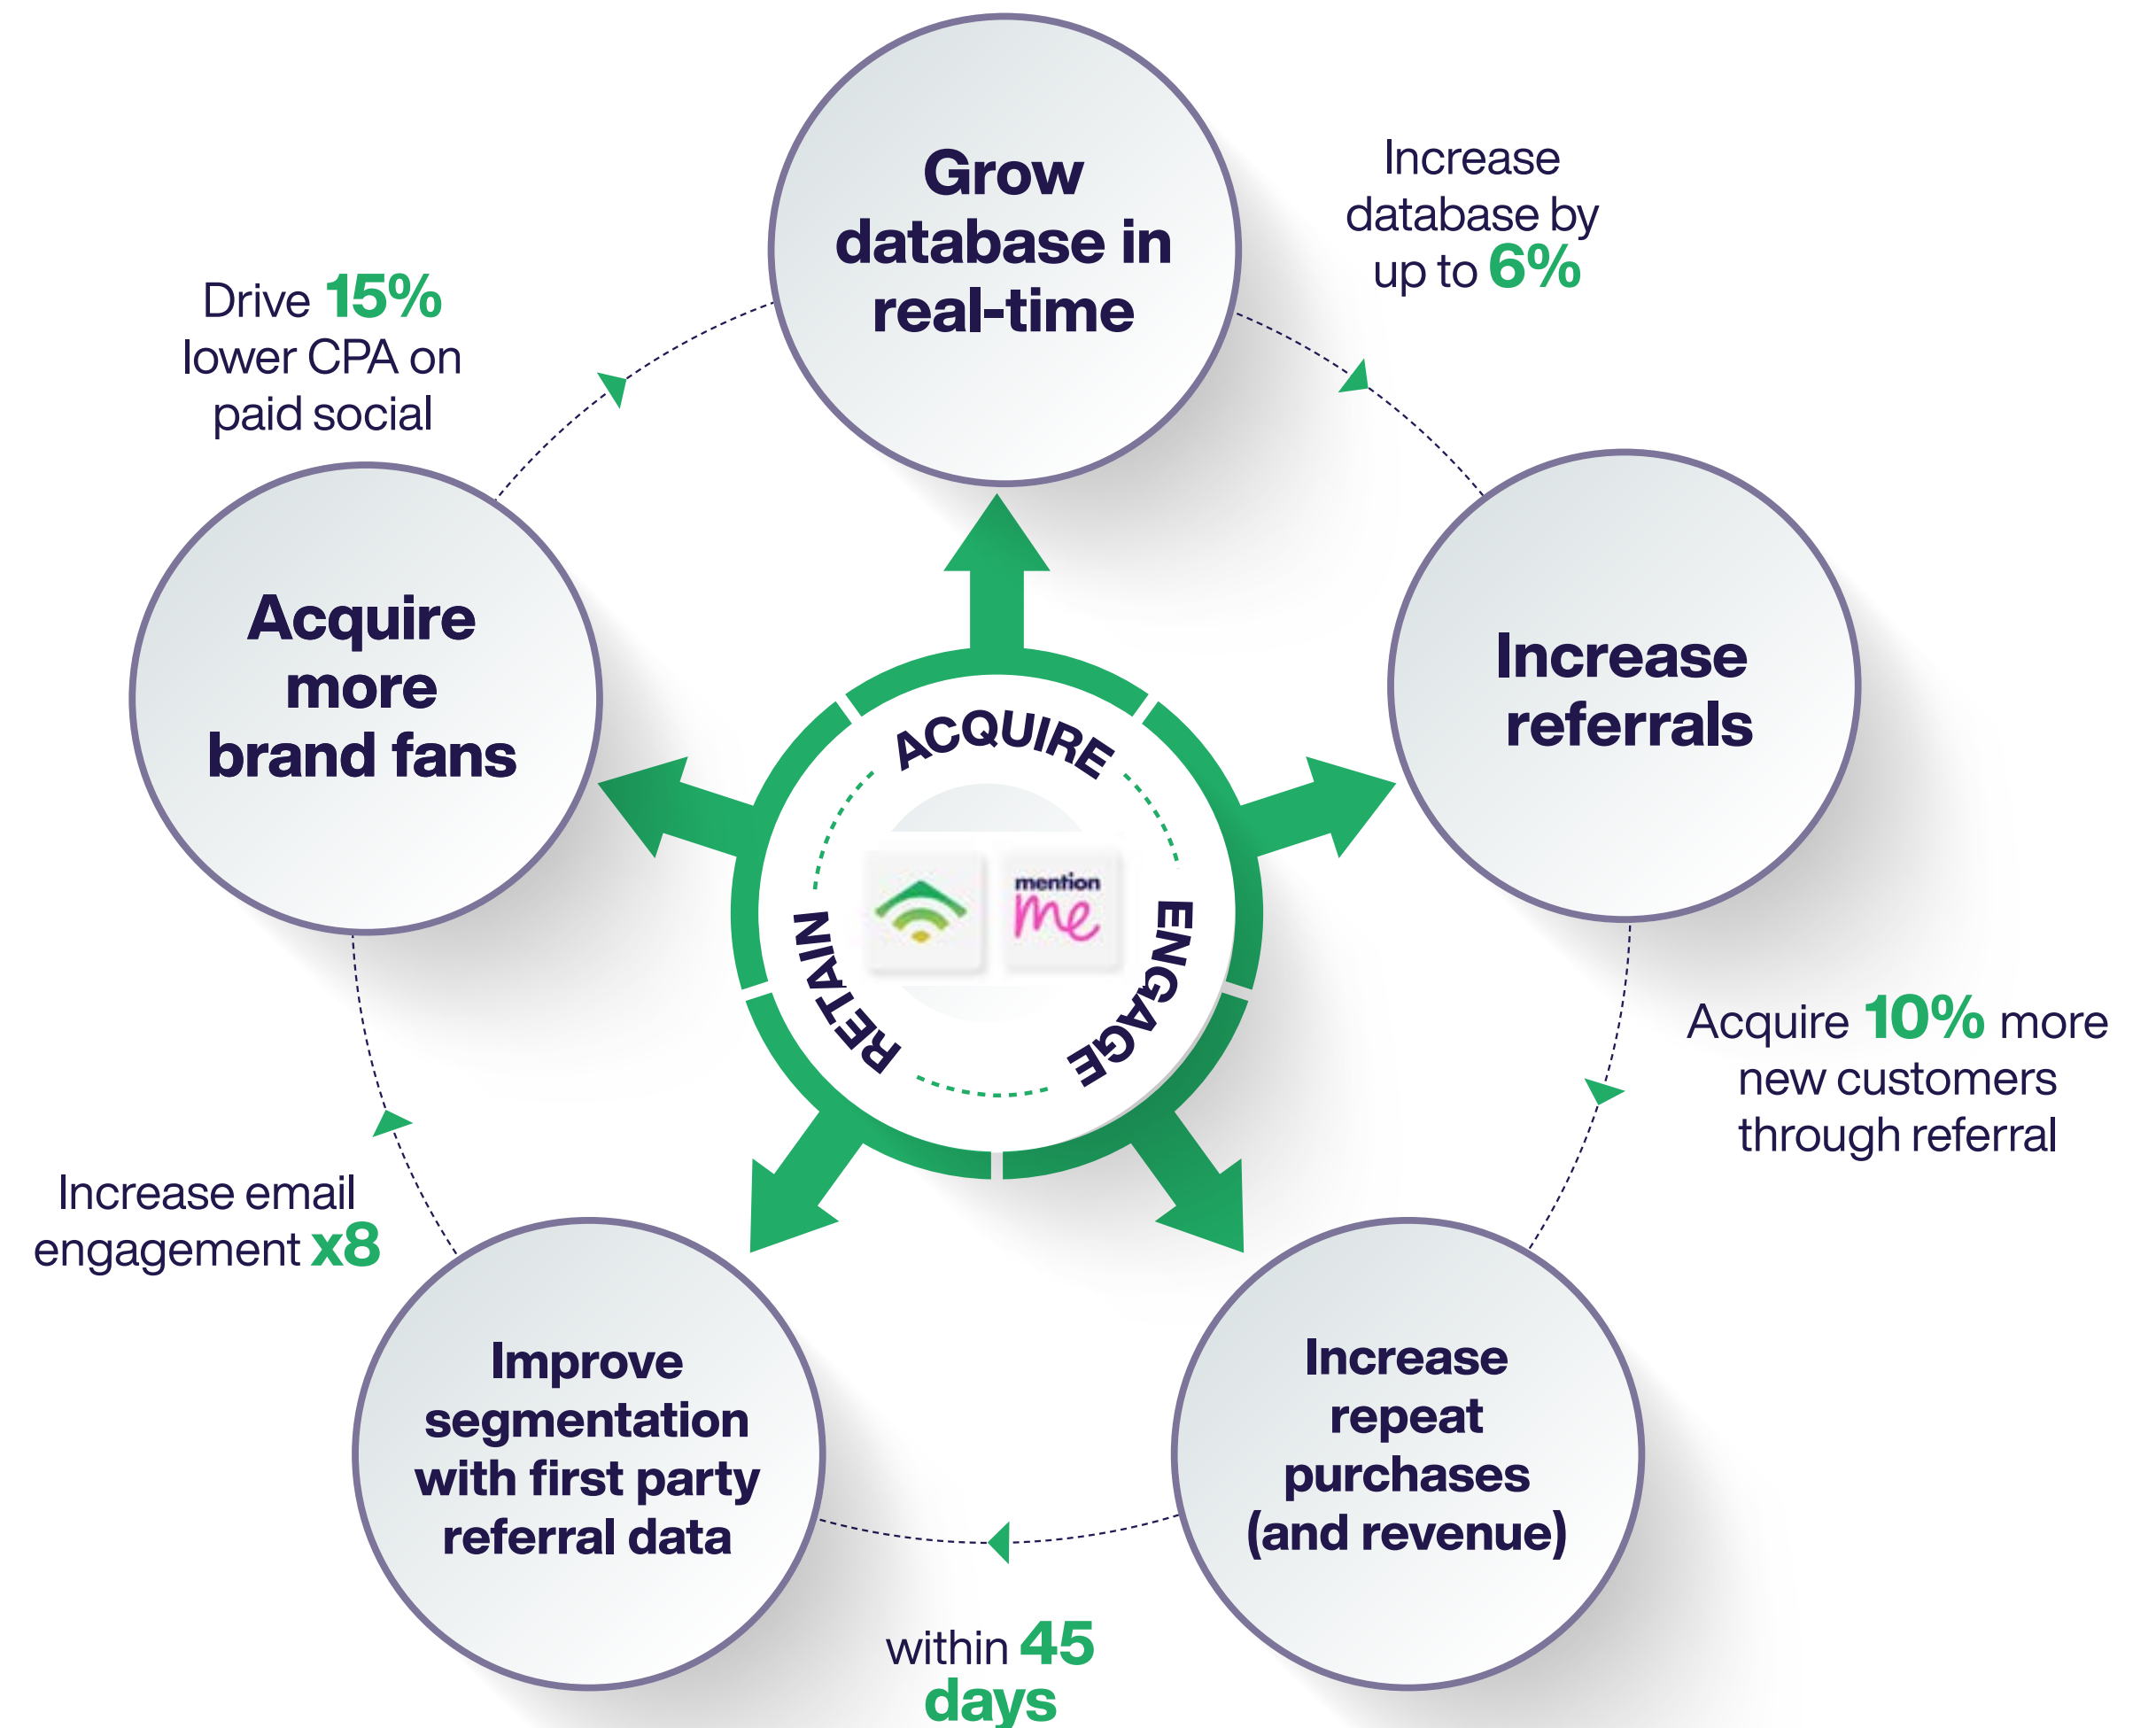 Grow
database in
real-time
Increase
database by
up to 6%
Increase
referrals
Acquire 10% more
new customers
through referral
Increase
repeat
purchases
(and revenue)
within 45
days
Improve
segmentation
with first party
referral data
Increase email
engagement x8
Acquire
more
brand fans
Drive 15%
lower CPA on
paid social
ACQUIRE
ENGAGE
RETAIN
mention
me